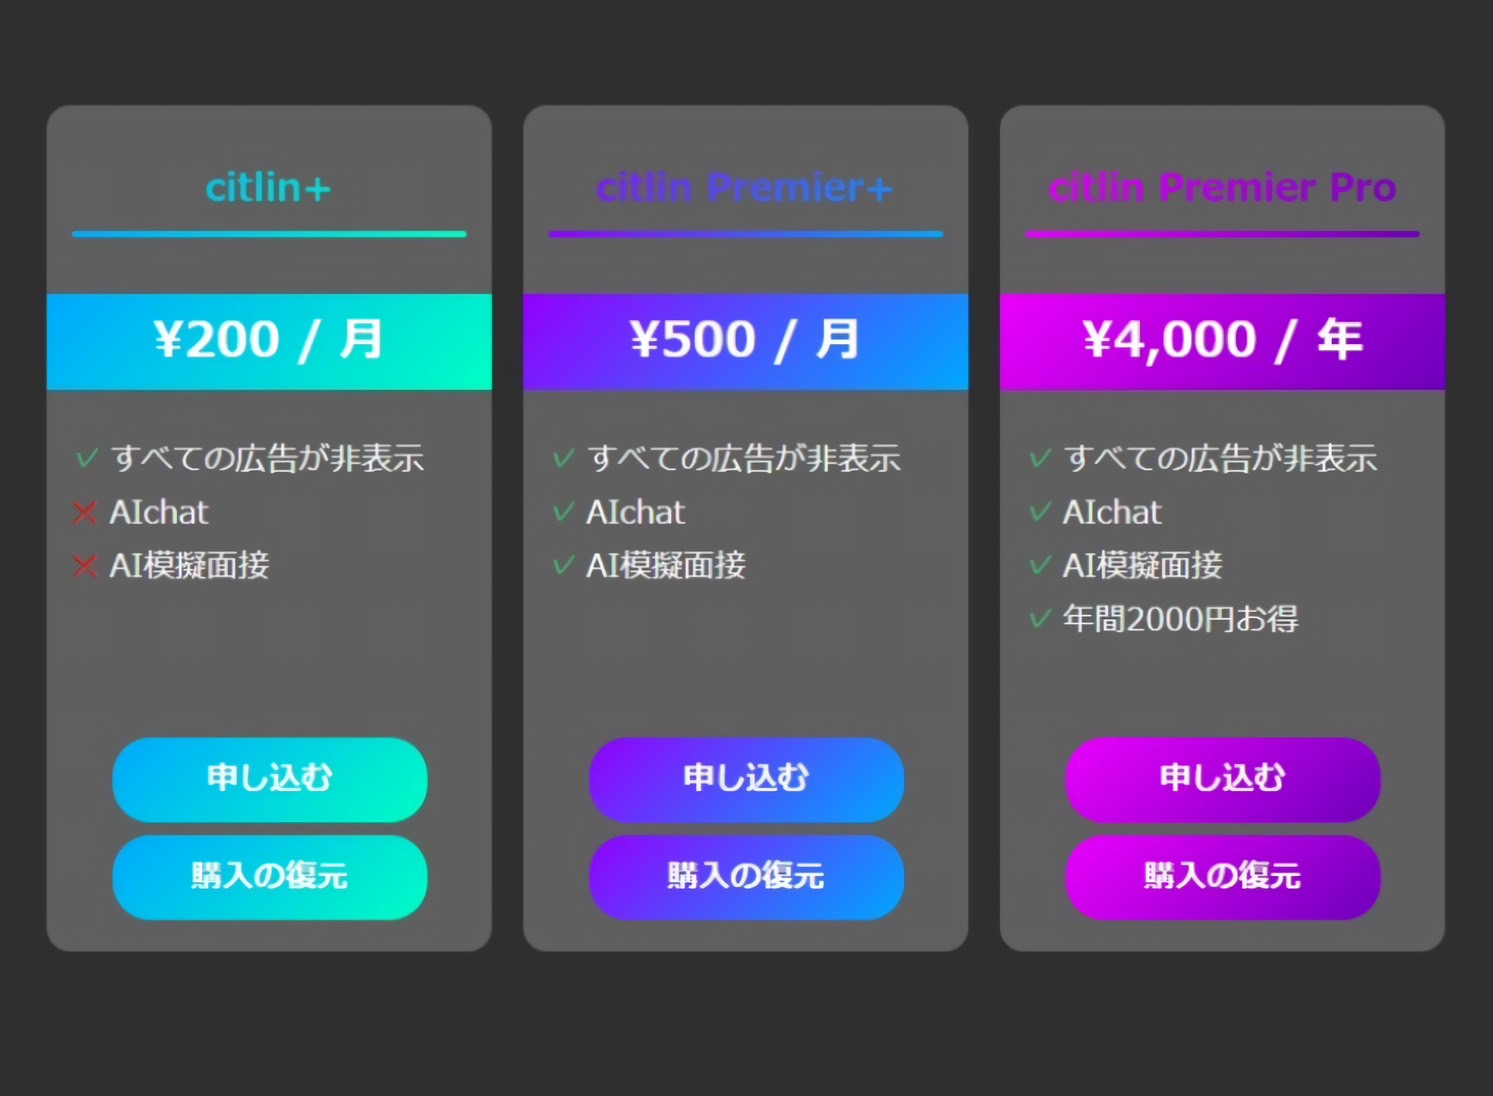 citlin+
¥200 / 月
✓ すべての広告が非表示
✕ AIchat
✕ AI模擬面接
申し込む
購入の復元
citlin Premier+
¥500 / 月
✓ すべての広告が非表示
✓ AIchat
✓ AI模擬面接
申し込む
購入の復元
citlin Premier Pro
¥4,000 / 年
✓ すべての広告が非表示
✓ AIchat
✓ AI模擬面接
✓ 年間2000円お得
申し込む
購入の復元